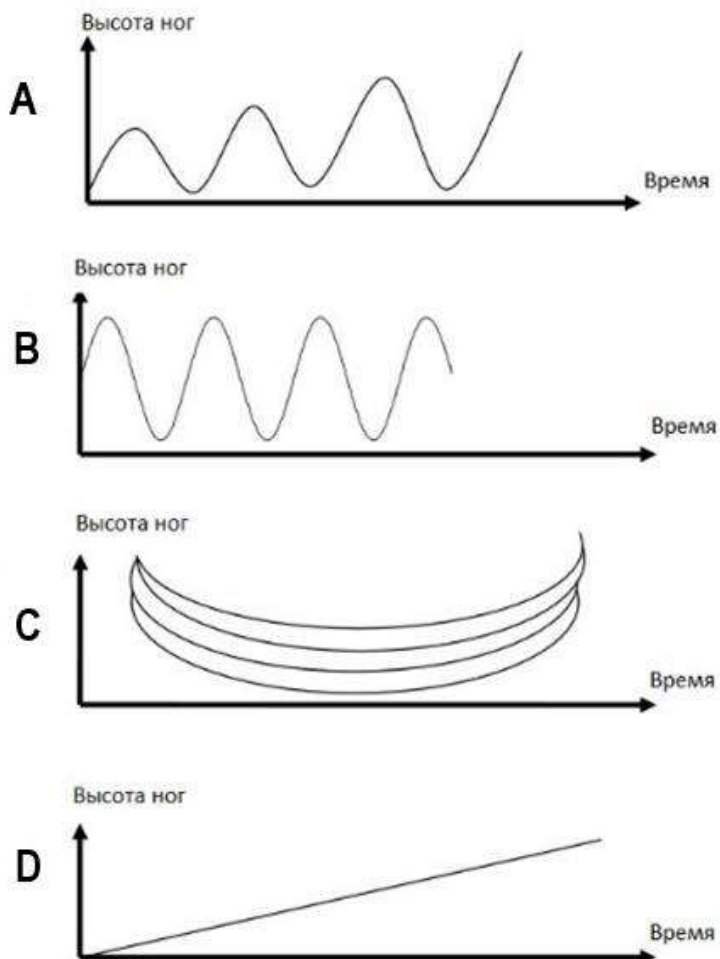 Высота ног
A
Время
Высота ног
B
Время
Высота ног
C
Время
Высота ног
D
Время